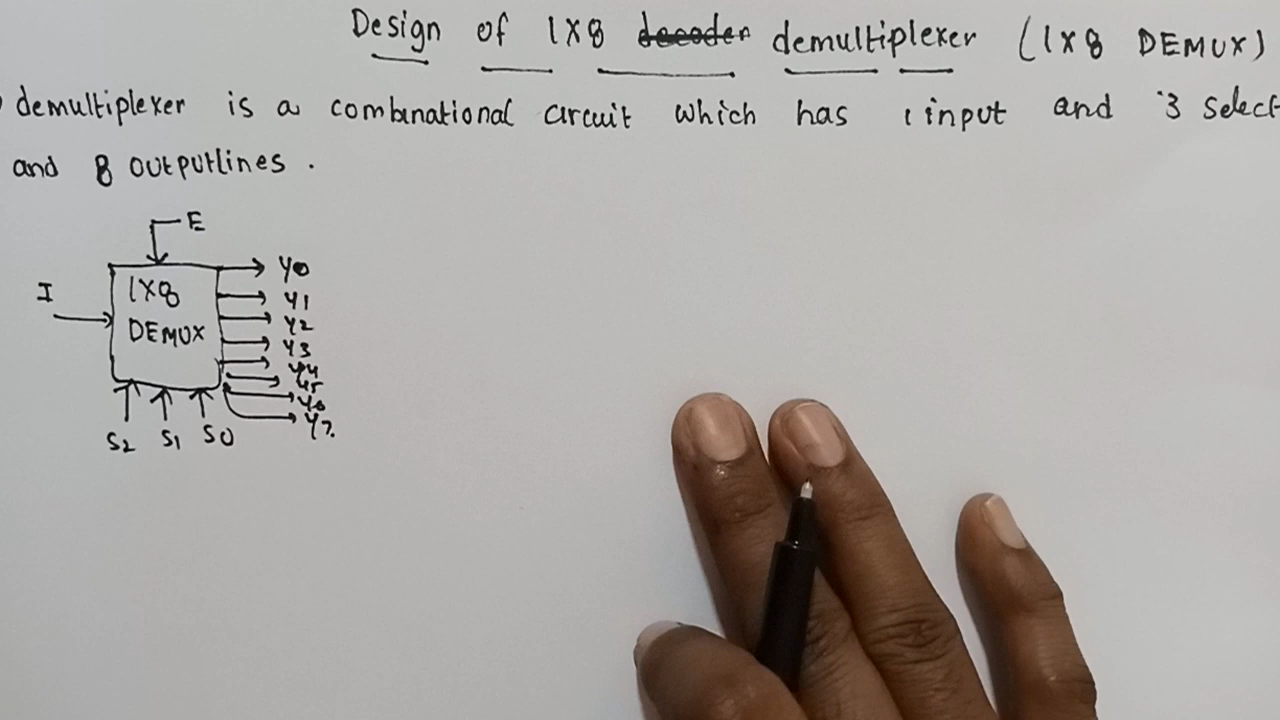 Design of 1X8 decoder demultiplexer (1X8 DEMUX)
demultiplexer is a combinational circuit which has 1 input and 3 select
and 8 outputlines .
E
I
1X8
DEMUX
Y0
Y1
Y2
Y3
Y4
Y5
Y6
Y7.
S2 S1 S0